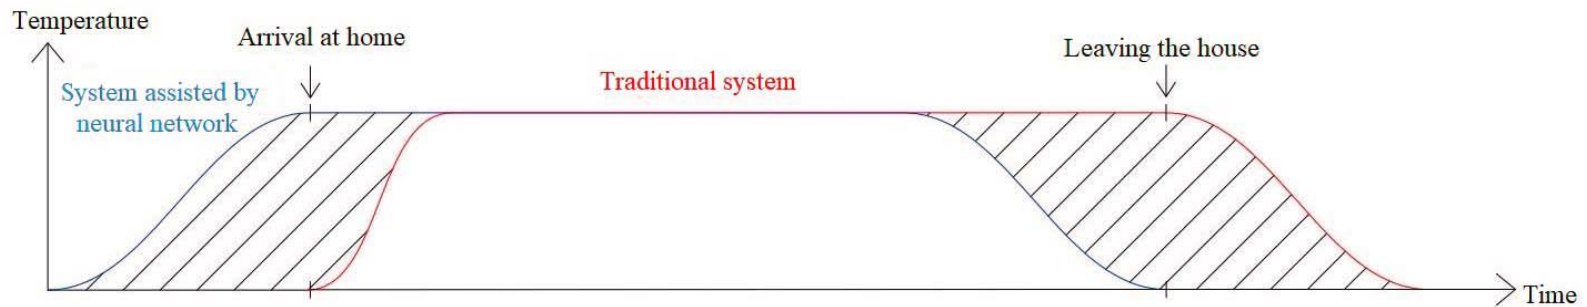 Temperature
Arrival at home
Leaving the house
System assisted by
neural network
Traditional system
Time